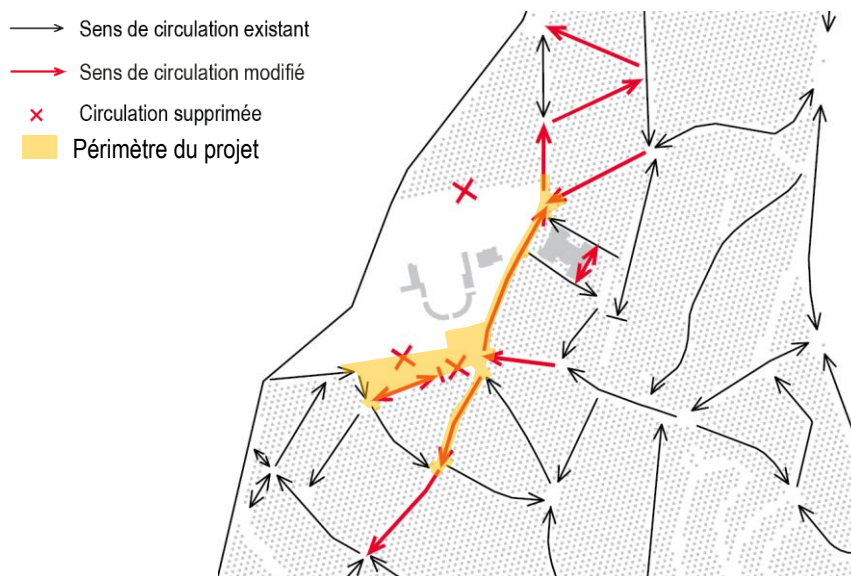 Sens de circulation existant
Sens de circulation modifié
Circulation supprimée
Périmètre du projet